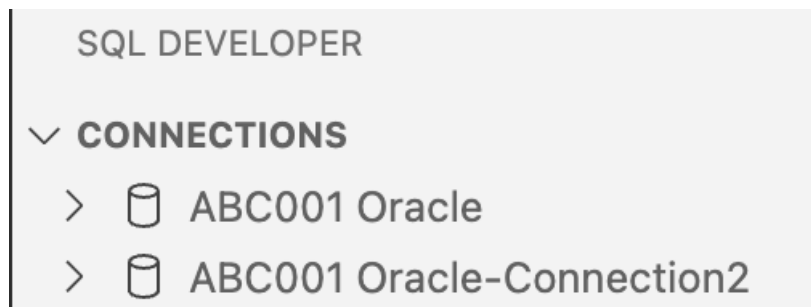 SQL DEVELOPER
CONNECTIONS
ABC001 Oracle
ABC001 Oracle-Connection2